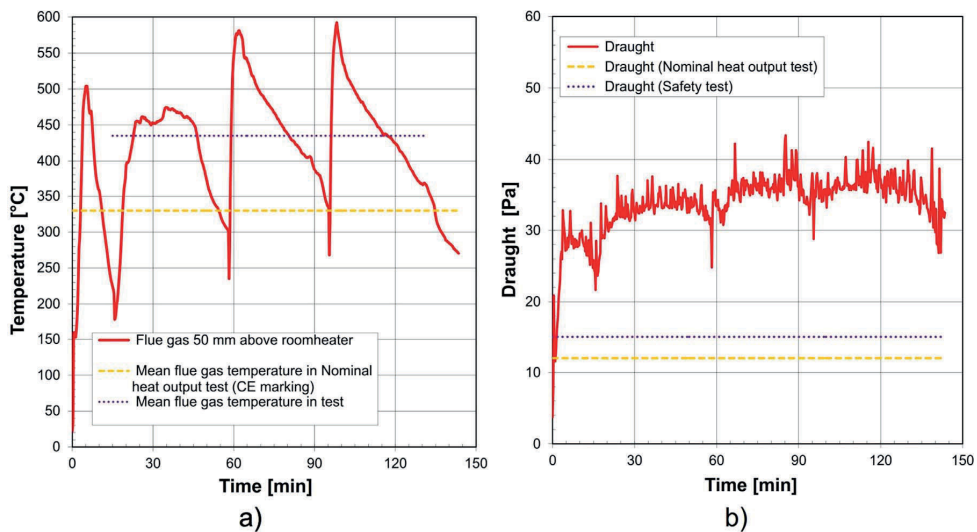 600
550
500
450
400
350
300
250
200
150
100
50
0
Temperature [°C]
Flue gas 50 mm above roomheater
Mean flue gas temperature in Nominal
heat output test (CE marking)
Mean flue gas temperature in test
0 30 60 90 120 150
Time [min]
a)
60
50
40
30
20
10
0
Draught [Pa]
Draught
Draught (Nominal heat output test)
Draught (Safety test)
0 30 60 90 120 150
Time [min]
b)